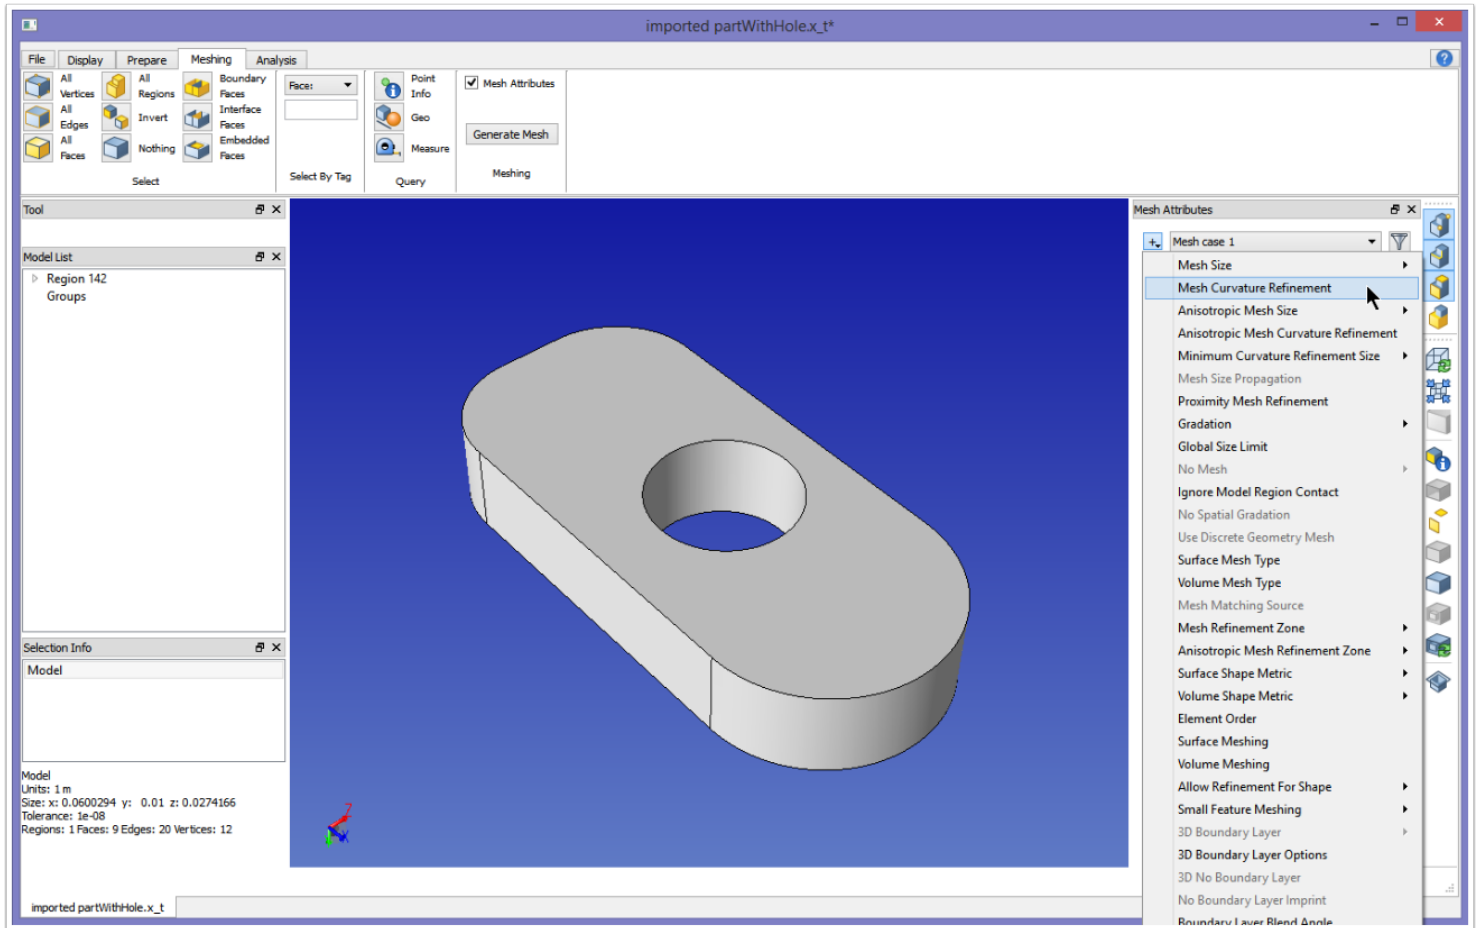 imported partWithHole.x_t*
File Display Prepare Meshing Analysis
All Vertices
All Regions
Boundary Faces
All Edges
Invert
Interface Faces
All Faces
Nothing
Embedded Faces
Select
Face:
Select By Tag
Point Info
Geo
Measure
Query
Mesh Attributes
Generate Mesh
Meshing
Tool
Model List
Region 142
Groups
Selection Info
Model
Model
Units: 1 m
Size: x: 0.0600294 y: 0.01 z: 0.0274166
Tolerance: 1e-08
Regions: 1 Faces: 9 Edges: 20 Vertices: 12
Z
X
Mesh Attributes
Mesh case 1
Mesh Size
Mesh Curvature Refinement
Anisotropic Mesh Size
Anisotropic Mesh Curvature Refinement
Minimum Curvature Refinement Size
Mesh Size Propagation
Proximity Mesh Refinement
Gradation
Global Size Limit
No Mesh
Ignore Model Region Contact
No Spatial Gradation
Use Discrete Geometry Mesh
Surface Mesh Type
Volume Mesh Type
Mesh Matching Source
Mesh Refinement Zone
Anisotropic Mesh Refinement Zone
Surface Shape Metric
Volume Shape Metric
Element Order
Surface Meshing
Volume Meshing
Allow Refinement For Shape
Small Feature Meshing
3D Boundary Layer
3D Boundary Layer Options
3D No Boundary Layer
No Boundary Layer Imprint
Boundary Layer Blend Angle
imported partWithHole.x_t